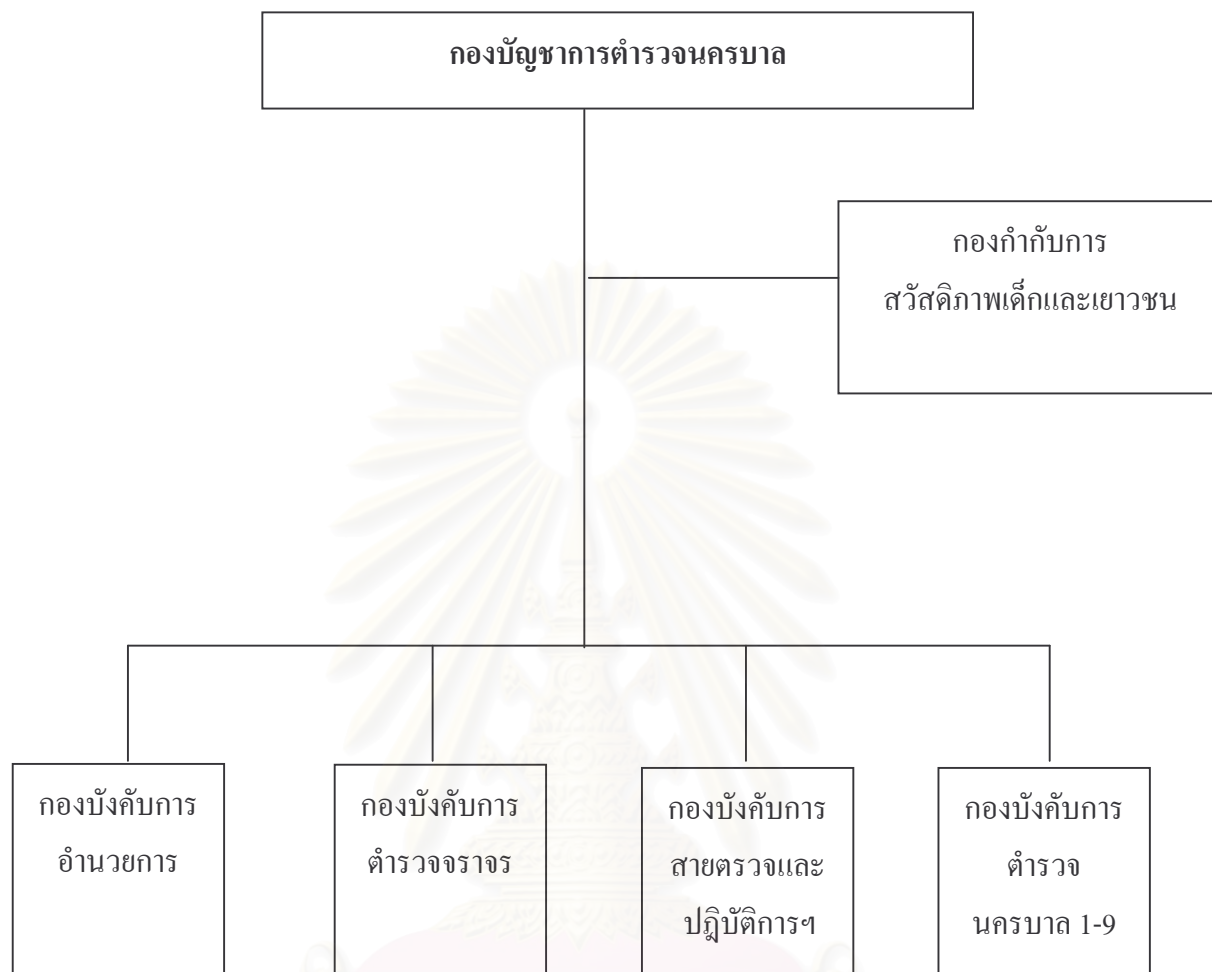 กองบัญชาการตำรวจนครบาล
กองกำกับการ
สวัสดิภาพเด็กและเยาวชน
กองบังคับการ
อำนวยการ
กองบังคับการ
ตำรวจจราจร
กองบังคับการ
สายตรวจและ
ปฎิบัติการฯ
กองบังคับการ
ตำรวจ
นครบาล 1-9